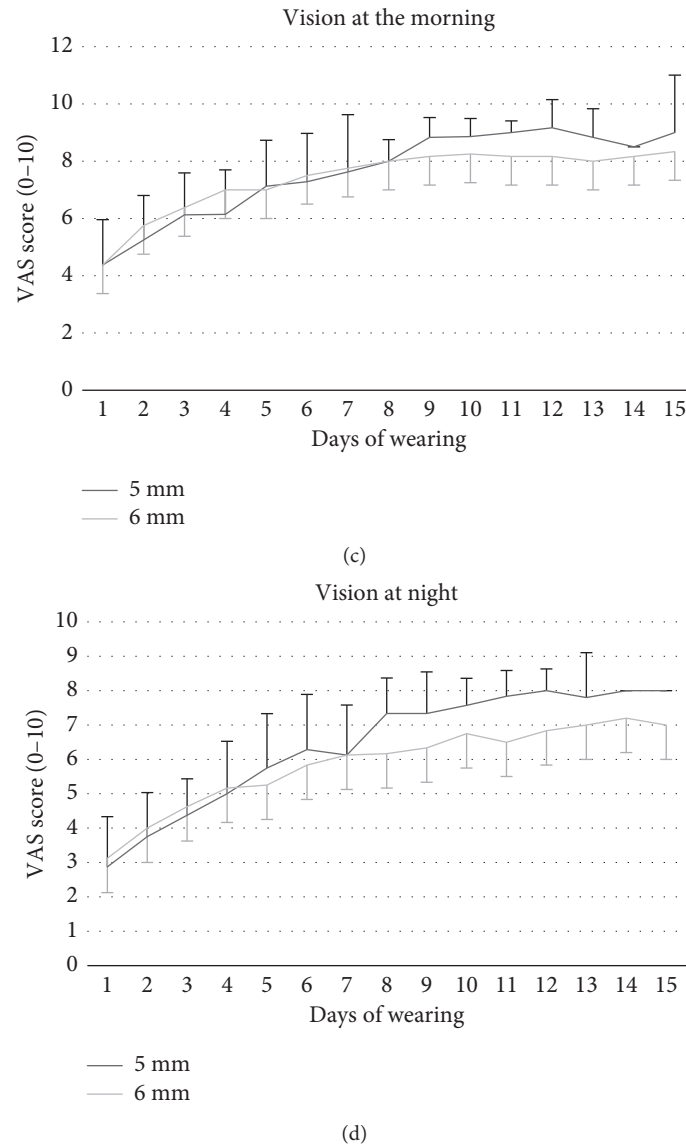 Vision at the morning
12
10
8
6
4
2
0
VAS score (0–10)
1 2 3 4 5 6 7 8 9 10 11 12 13 14 15
Days of wearing
5 mm
6 mm
(c)
Vision at night
10
9
8
7
6
5
4
3
2
1
0
VAS score (0–10)
1 2 3 4 5 6 7 8 9 10 11 12 13 14 15
Days of wearing
5 mm
6 mm
(d)